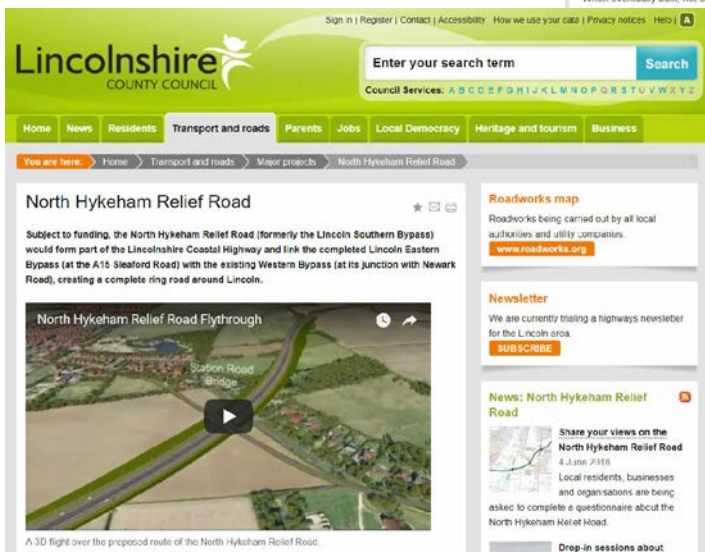 Sign in | Register | Contact | Accessibility How we use your data | Privacy notices Help | A
Lincolnshire
COUNTY COUNCIL
Enter your search term
Search
Council Services: A B C D E F G H I J K L M N O P Q R S T U V W X Y Z
Home News Residents Transport and roads Parents Jobs Local Democracy Heritage and tourism Business
You are here: Home Transport and roads Major projects North Hykeham Relief Road
North Hykeham Relief Road
Subject to funding, the North Hykeham Relief Road (formerly the Lincoln Southern Bypass)
would form part of the Lincolnshire Coastal Highway and link the completed Lincoln Eastern
Bypass (at the A15 Sleaford Road) with the existing Western Bypass (at its junction with Newark
Road), creating a complete ring road around Lincoln.
North Hykeham Relief Road Flythrough
Station Road
Bridge
A 3D flight over the proposed route of the North Hykeham Relief Road.
Roadworks map
Roadworks being carried out by all local
authorities and utility companies.
www.roadworks.org
Newsletter
We are currently trialing a highways newsletter
for the Lincoln area.
SUBSCRIBE
News: North Hykeham Relief
Road
Share your views on the
North Hykeham Relief Road
4 June 2018
Local residents, businesses
and organisations are being
asked to complete a questionnaire about the
North Hykeham Relief Road.
Drop-in sessions about